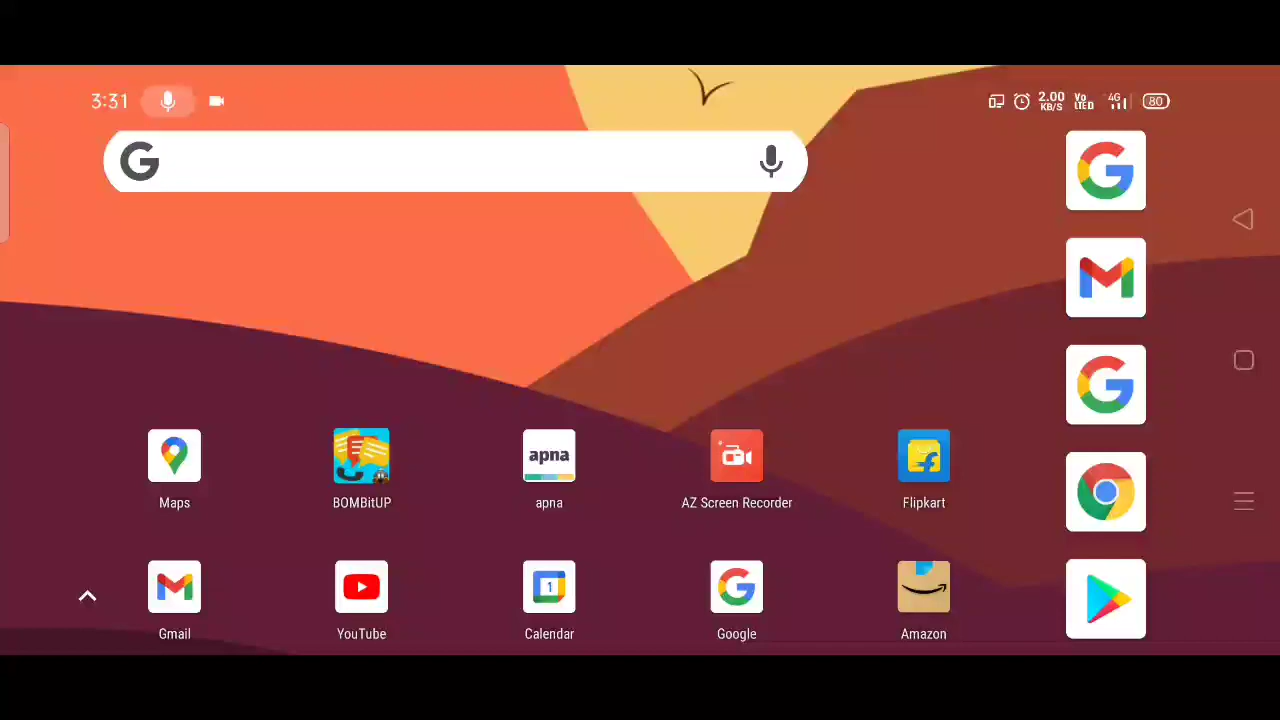 3:31
2.00
KB/S
Vo
LTED
4G
80
apna
Maps
BOMBitUP
apna
AZ Screen Recorder
Flipkart
1
Gmail
YouTube
Calendar
Google
Amazon